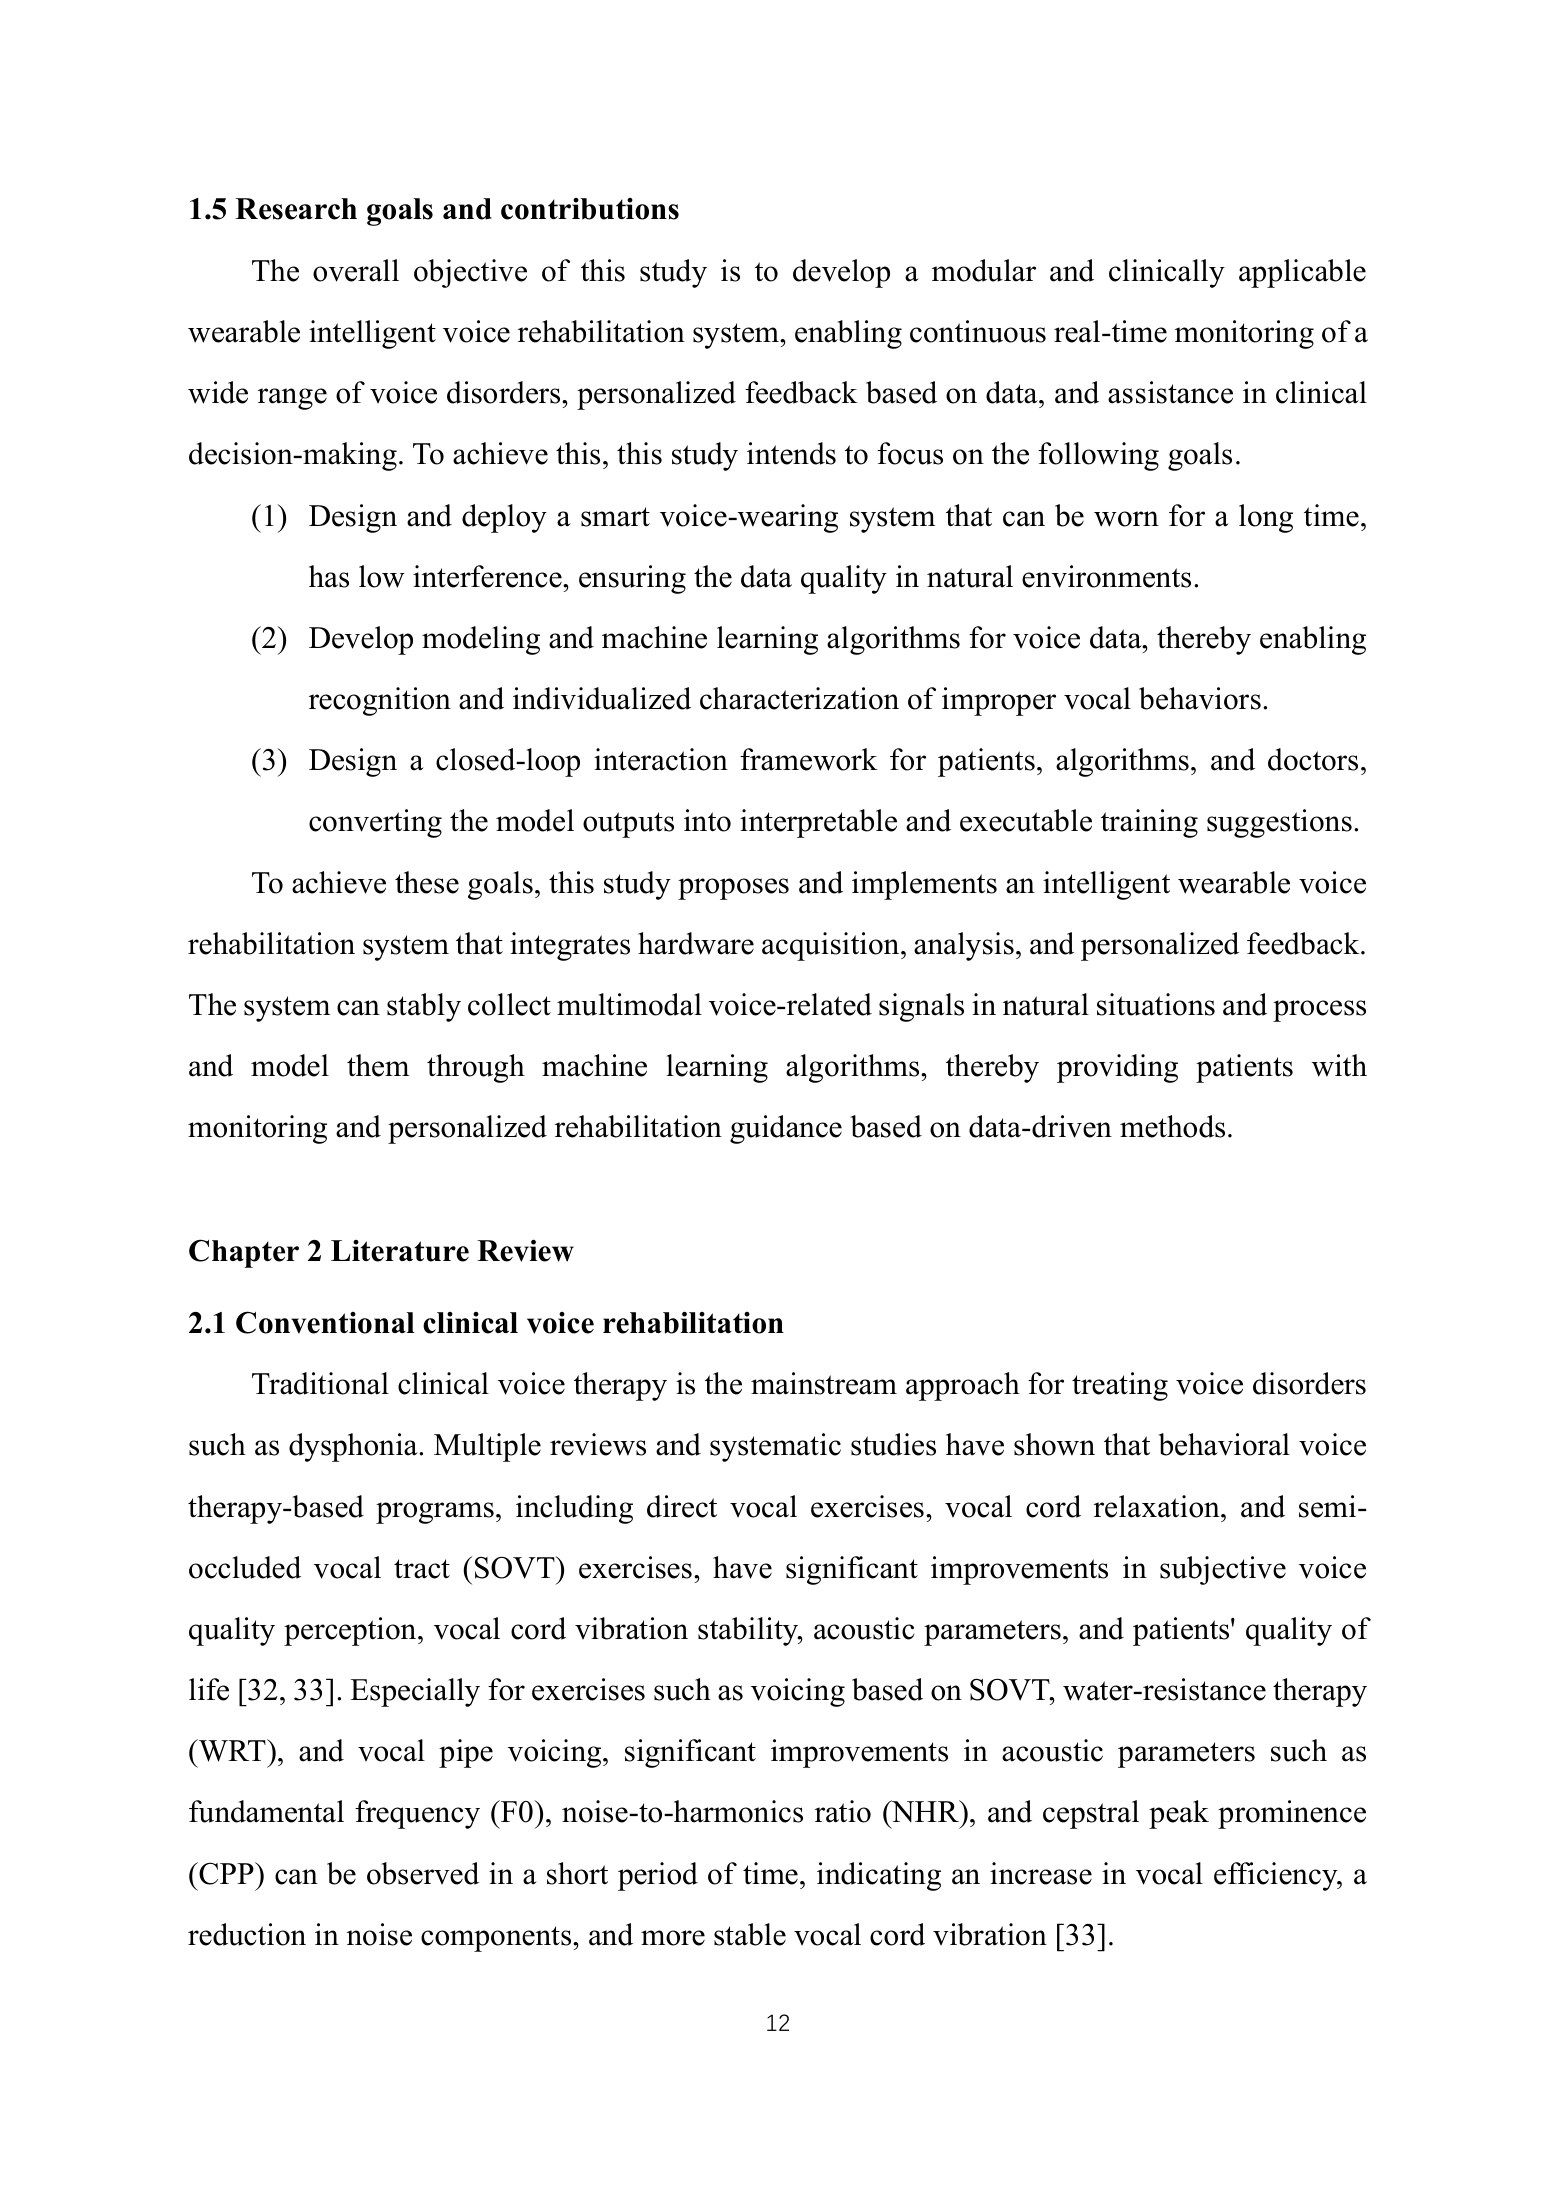 1.5 Research goals and contributions
The overall objective of this study is to develop a modular and clinically applicable
wearable intelligent voice rehabilitation system, enabling continuous real-time monitoring of a
wide range of voice disorders, personalized feedback based on data, and assistance in clinical
decision-making. To achieve this, this study intends to focus on the following goals.
(1) Design and deploy a smart voice-wearing system that can be worn for a long time,
has low interference, ensuring the data quality in natural environments.
(2) Develop modeling and machine learning algorithms for voice data, thereby enabling
recognition and individualized characterization of improper vocal behaviors.
(3) Design a closed-loop interaction framework for patients, algorithms, and doctors,
converting the model outputs into interpretable and executable training suggestions.
To achieve these goals, this study proposes and implements an intelligent wearable voice
rehabilitation system that integrates hardware acquisition, analysis, and personalized feedback.
The system can stably collect multimodal voice-related signals in natural situations and process
and model them through machine learning algorithms, thereby providing patients with
monitoring and personalized rehabilitation guidance based on data-driven methods.
Chapter 2 Literature Review
2.1 Conventional clinical voice rehabilitation
Traditional clinical voice therapy is the mainstream approach for treating voice disorders
such as dysphonia. Multiple reviews and systematic studies have shown that behavioral voice
therapy-based programs, including direct vocal exercises, vocal cord relaxation, and semi-
occluded vocal tract (SOVT) exercises, have significant improvements in subjective voice
quality perception, vocal cord vibration stability, acoustic parameters, and patients' quality of
life [32, 33]. Especially for exercises such as voicing based on SOVT, water-resistance therapy
(WRT), and vocal pipe voicing, significant improvements in acoustic parameters such as
fundamental frequency (F0), noise-to-harmonics ratio (NHR), and cepstral peak prominence
(CPP) can be observed in a short period of time, indicating an increase in vocal efficiency, a
reduction in noise components, and more stable vocal cord vibration [33].
12